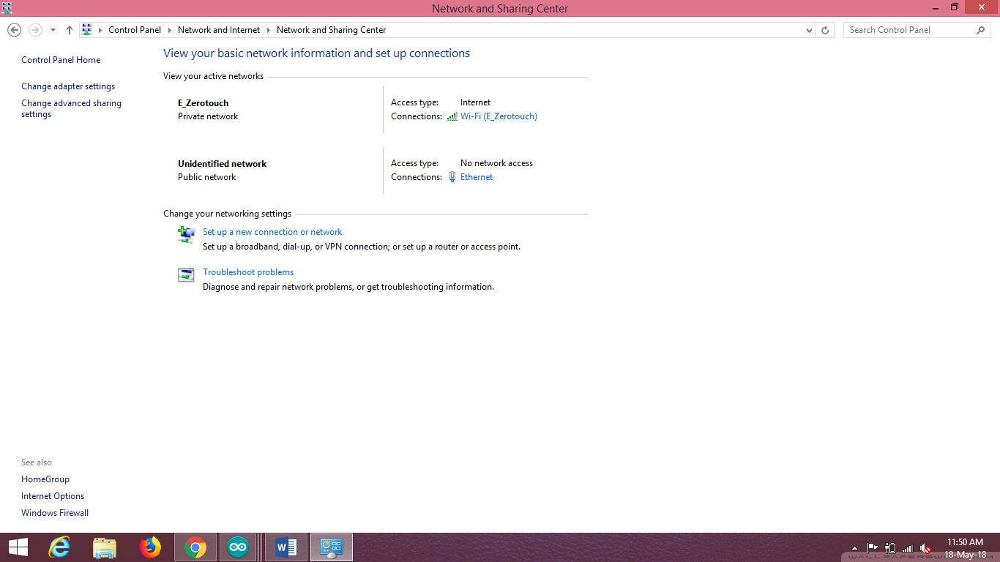 Network and Sharing Center
Control Panel Network and Internet Network and Sharing Center
Search Control Panel
Control Panel Home
Change adapter settings
Change advanced sharing
settings
View your basic network information and set up connections
View your active networks
E_Zerotouch
Private network
Access type: Internet
Connections: Wi-Fi (E_Zerotouch)
Unidentified network
Public network
Access type: No network access
Connections: Ethernet
Change your networking settings
Set up a new connection or network
Set up a broadband, dial-up, or VPN connection; or set up a router or access point.
Troubleshoot problems
Diagnose and repair network problems, or get troubleshooting information.
See also
HomeGroup
Internet Options
Windows Firewall
11:50 AM
18-May-18